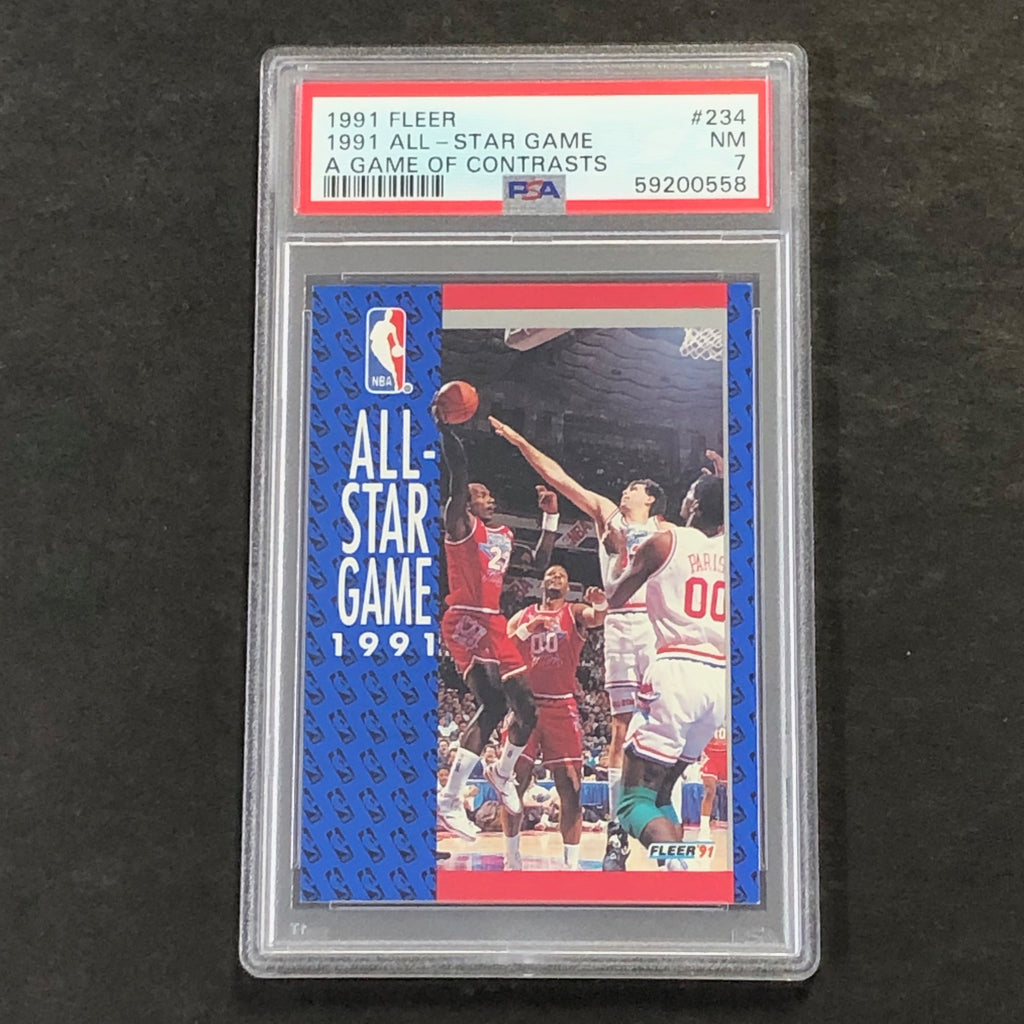 1991 FLEER #234
1991 ALL-STAR GAME NM
A GAME OF CONTRASTS 7
PSA 59200558
NBA
ALL-
STAR
GAME
1991
PARIS
00
00
FLEER '91